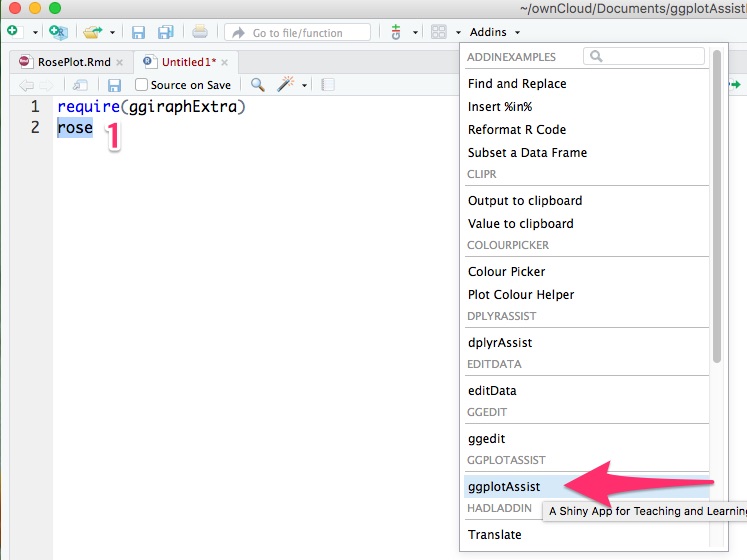 ~/ownCloud/Documents/ggplotAssist
Go to file/function
Addins
RosePlot.Rmd
Untitled1*
Source on Save
1 require(ggiraphExtra)
2 rose
1
ADDINEXAMPLES
Find and Replace
Insert %in%
Reformat R Code
Subset a Data Frame
CLIPR
Output to clipboard
Value to clipboard
COLOURPICKER
Colour Picker
Plot Colour Helper
DPLYRASSIST
dplyrAssist
EDITDATA
editData
GGEDIT
ggedit
GGPLOTASSIST
ggplotAssist
HADLADDIN
A Shiny App for Teaching and Learning
Translate